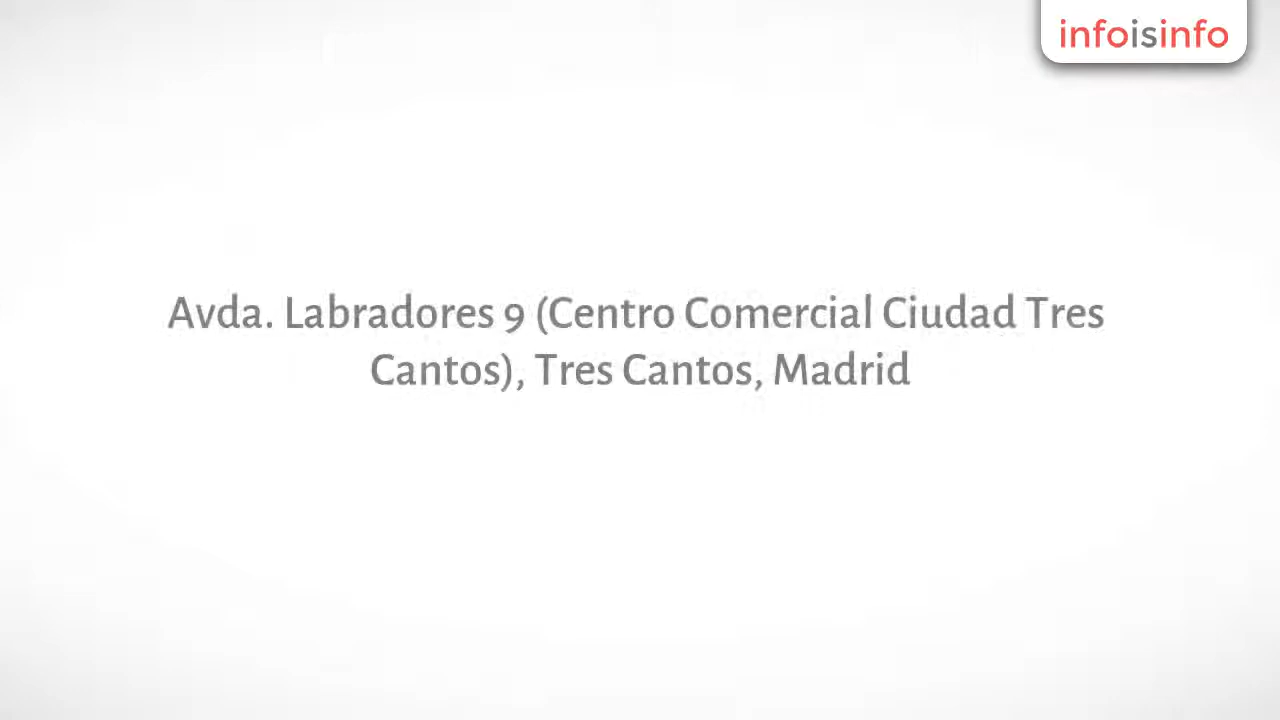 infoisinfo
Avda. Labradores 9 (Centro Comercial Ciudad Tres
Cantos), Tres Cantos, Madrid